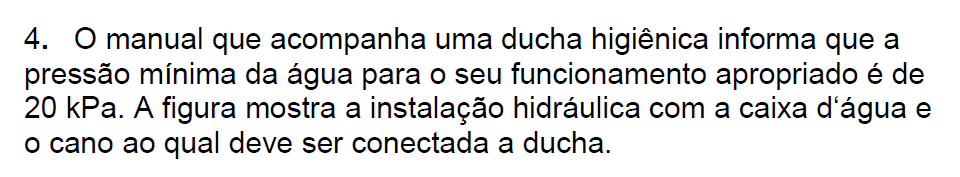 4. O manual que acompanha uma ducha higiênica informa que a
pressão mínima da água para o seu funcionamento apropriado é de
20 kPa. A figura mostra a instalação hidráulica com a caixa d‘água e
o cano ao qual deve ser conectada a ducha.